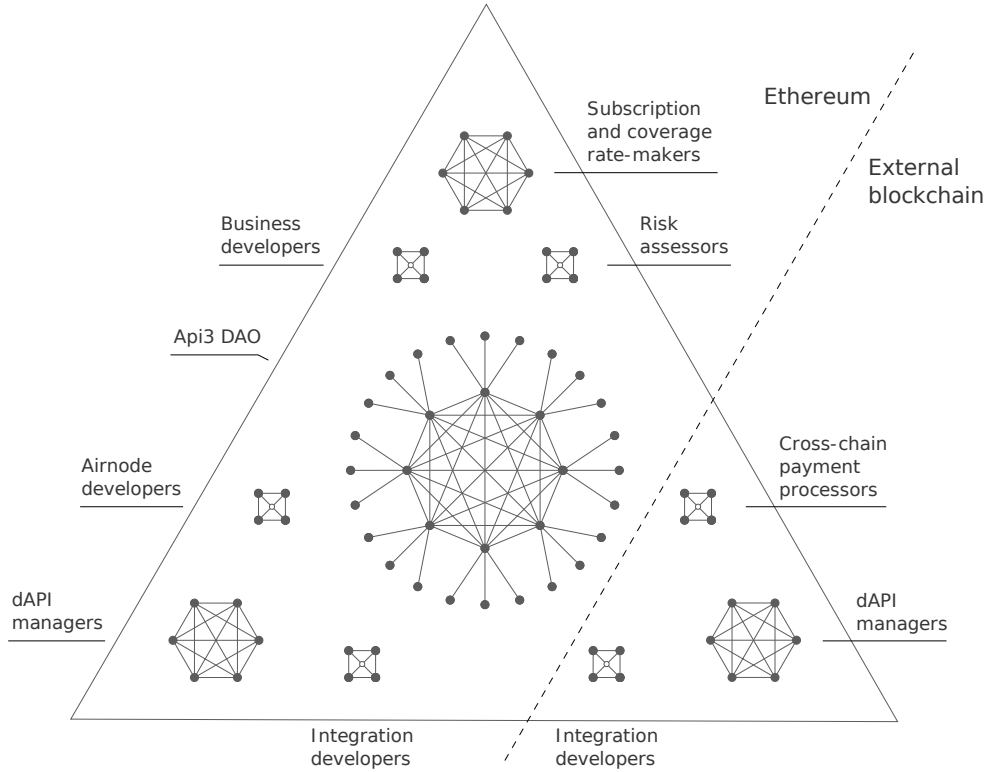 Ethereum
Subscription
and coverage
rate-makers
External
blockchain
Business
developers
Risk
assessors
Api3 DAO
Airnode
developers
Cross-chain
payment
processors
dAPI
managers
dAPI
managers
Integration
developers
Integration
developers